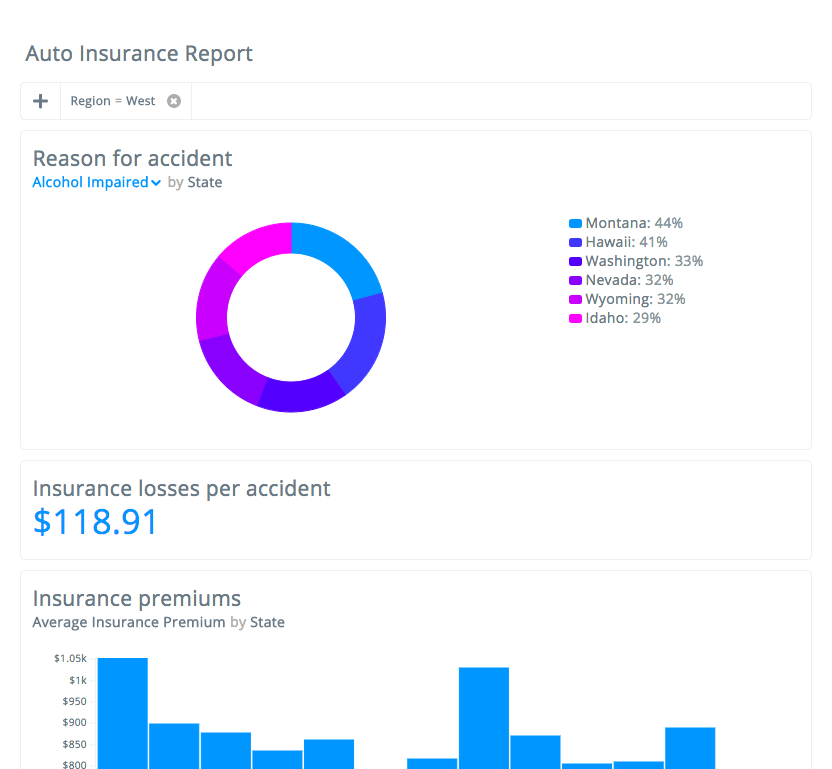 Auto Insurance Report
Region = West
Reason for accident
Alcohol Impaired by State
Montana: 44%
Hawaii: 41%
Washington: 33%
Nevada: 32%
Wyoming: 32%
Idaho: 29%
Insurance losses per accident
$118.91
Insurance premiums
Average Insurance Premium by State
$1.05k
$1k
$950
$900
$850
$800